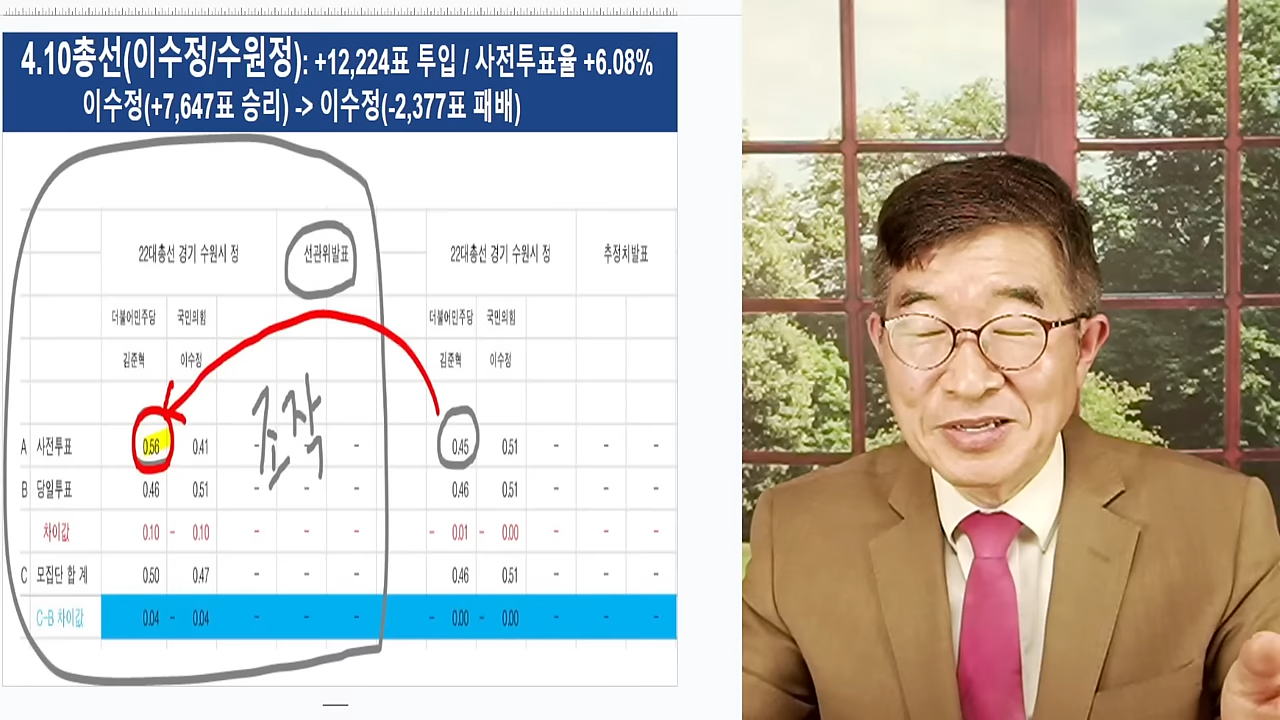 4.10총선(이수정/수원정): +12,224표 투입 / 사전투표율 +6.08%
이수정(+7,647표 승리) -> 이수정(-2,377표 패배)
22대총선 경기 수원시 정 선관위발표 22대총선 경기 수원시 정 추정치발표
더불어민주당 국민의힘 더불어민주당 국민의힘
김준혁 이수정 김준혁 이수정
조작
A 사전투표 0.56 0.41 - - - 0.45 0.51 - - -
B 당일투표 0.46 0.51 - - - 0.46 0.51 - - -
차이값 0.10 - 0.10 - - - - 0.01 - 0.00 - - -
C 모집단 합 계 0.50 0.47 - - - 0.46 0.51 - - -
C-B 차이값 0.04 - 0.04 - - - - 0.00 - 0.00 - - -